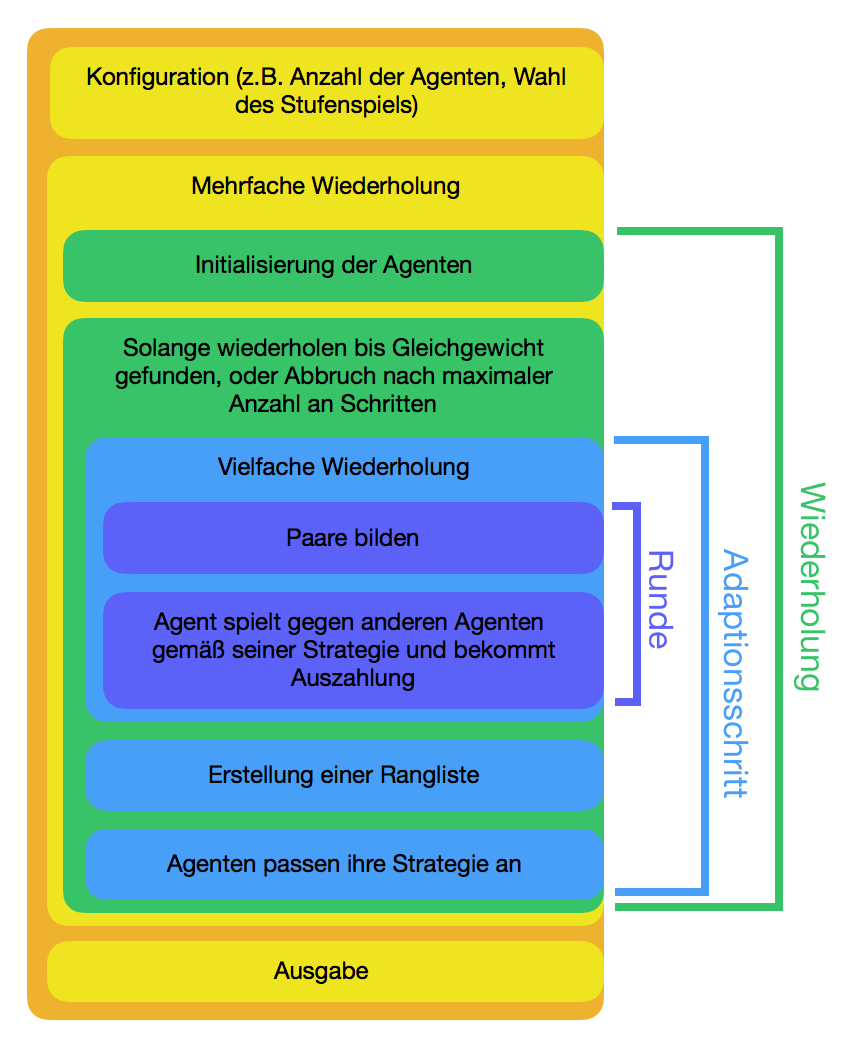 Konfiguration (z.B. Anzahl der Agenten, Wahl
des Stufenspiels)
Mehrfache Wiederholung
Initialisierung der Agenten
Solange wiederholen bis Gleichgewicht
gefunden, oder Abbruch nach maximaler
Anzahl an Schritten
Vielfache Wiederholung
Paare bilden
Agent spielt gegen anderen Agenten
gemäß seiner Strategie und bekommt
Auszahlung
Erstellung einer Rangliste
Agenten passen ihre Strategie an
Ausgabe
Runde
Adaptionsschritt
Wiederholung